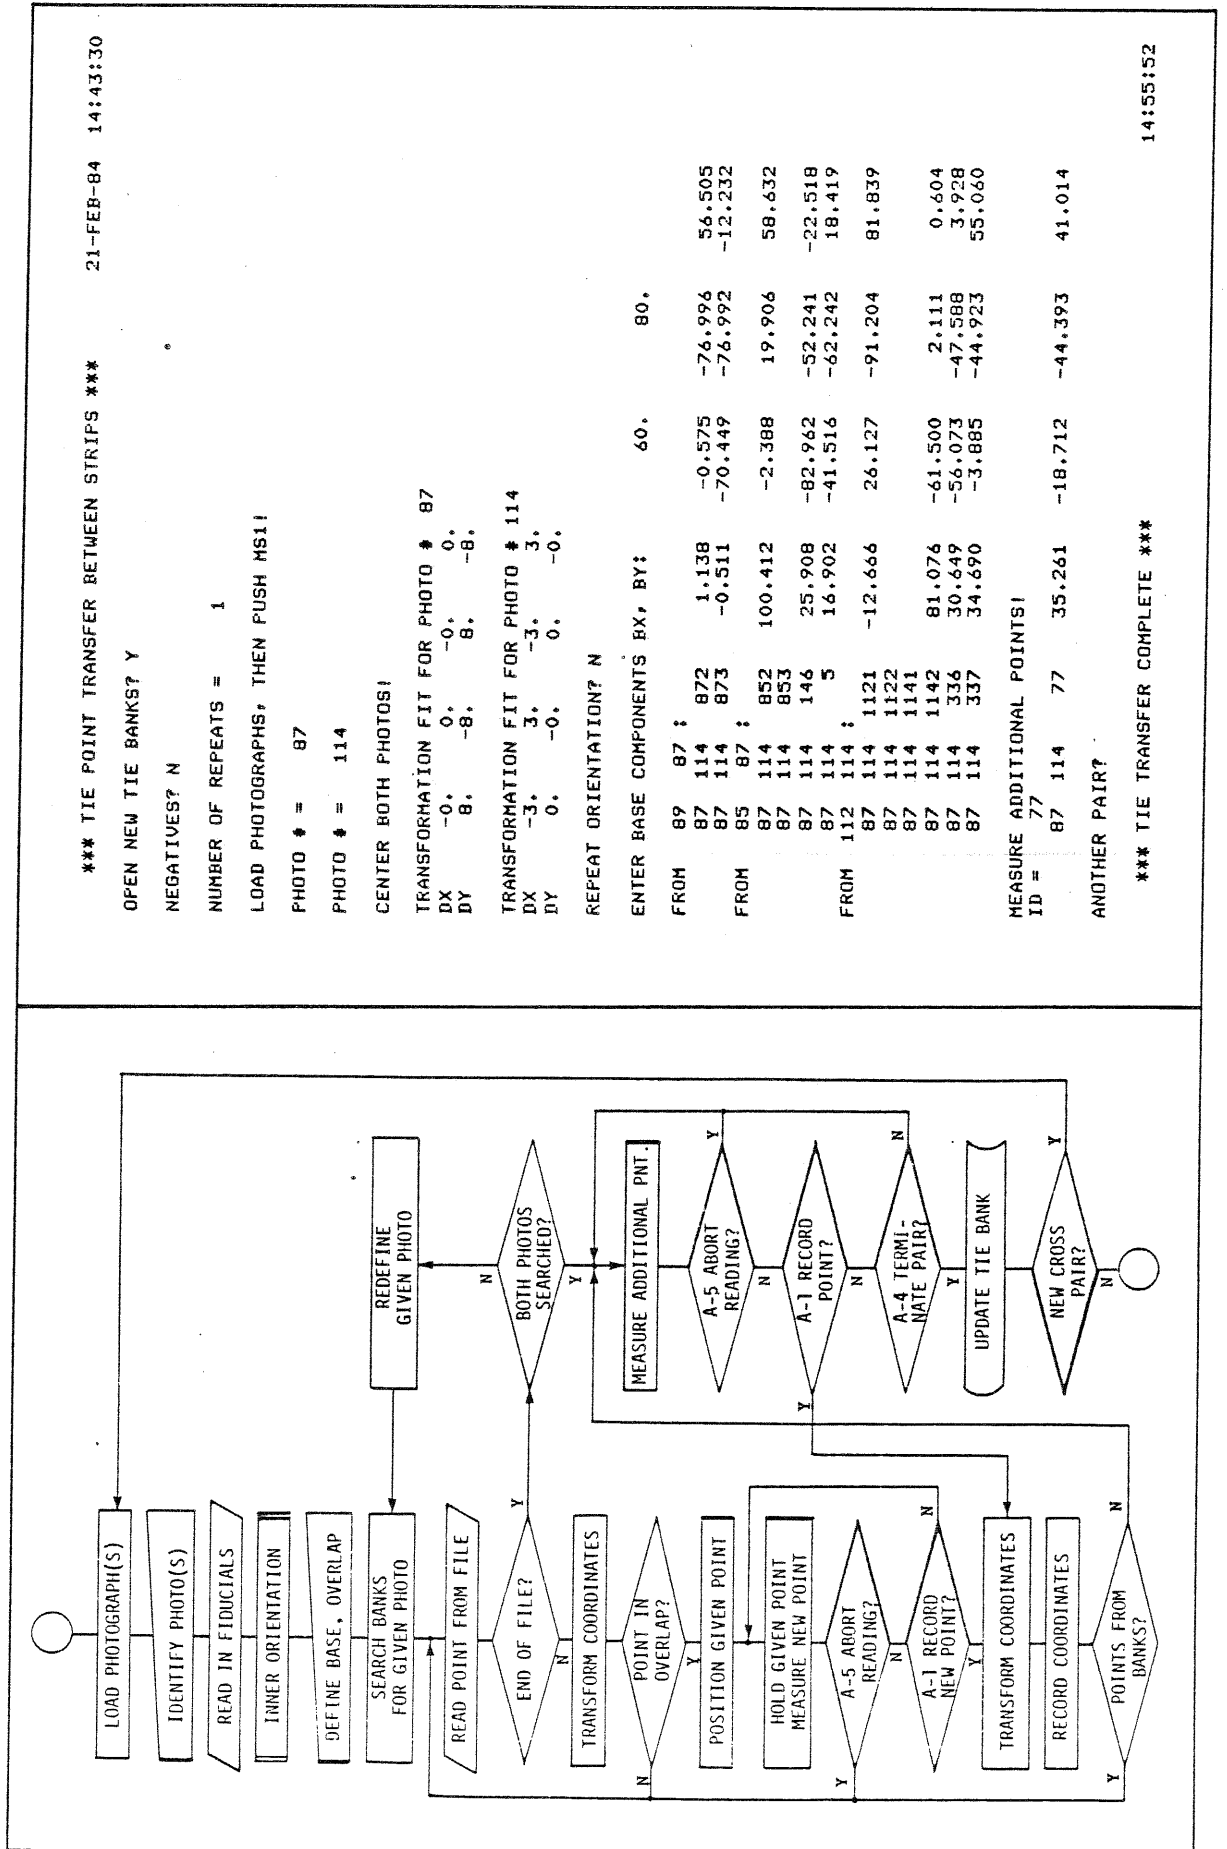 LOAD PHOTOGRAPH(S)
IDENTIFY PHOTO(S)
READ IN FIDUCIALS
INNER ORIENTATION
DEFINE BASE, OVERLAP
SEARCH BANKS
FOR GIVEN PHOTO
READ POINT FROM FILE
END OF FILE?
Y
N
TRANSFORM COORDINATES
POINT IN
OVERLAP?
N
Y
POSITION GIVEN POINT
HOLD GIVEN POINT
MEASURE NEW POINT
A-5 ABORT
READING?
Y
N
A-1 RECORD
NEW POINT?
N
Y
TRANSFORM COORDINATES
RECORD COORDINATES
POINTS FROM
BANKS?
Y
N
REDEFINE
GIVEN PHOTO
N
BOTH PHOTOS
SEARCHED?
Y
MEASURE ADDITIONAL PNT.
A-5 ABORT
READING?
Y
N
A-1 RECORD
POINT?
Y
N
A-4 TERMI-
NATE PAIR?
N
Y
UPDATE TIE BANK
NEW CROSS
PAIR?
Y
N
*** TIE POINT TRANSFER BETWEEN STRIPS *** 21-FEB-84 14:43:30
OPEN NEW TIE BANKS? Y
NEGATIVES? N
NUMBER OF REPEATS = 1
LOAD PHOTOGRAPHS, THEN PUSH MS1!
PHOTO # = 87
PHOTO # = 114
CENTER BOTH PHOTOS!
TRANSFORMATION FIT FOR PHOTO # 87
DX -0. 0. -0. 0.
DY 8. -8. 8. -8.
TRANSFORMATION FIT FOR PHOTO # 114
DX -3. 3. -3. 3.
DY 0. -0. 0. -0.
REPEAT ORIENTATION? N
ENTER BASE COMPONENTS BX, BY: 60. 80.
FROM 89 87 :
87 114 872 1.138 -0.575 -76.996 56.505
87 114 873 -0.511 -70.449 -76.992 -12.232
FROM 85 87 :
87 114 852 100.412 -2.388 19.906 58.632
87 114 853
87 114 146 25.908 -82.962 -52.241 -22.518
87 114 5 16.902 -41.516 -62.242 18.419
FROM 112 114 :
87 114 1121 -12.666 26.127 -91.204 81.839
87 114 1122
87 114 1141
87 114 1142 81.076 -61.500 2.111 0.604
87 114 336 30.649 -56.073 -47.588 3.928
87 114 337 34.690 -3.885 -44.923 55.060
MEASURE ADDITIONAL POINTS!
ID = 77
87 114 77 35.261 -18.712 -44.393 41.014
ANOTHER PAIR?
*** TIE TRANSFER COMPLETE *** 14:55:52